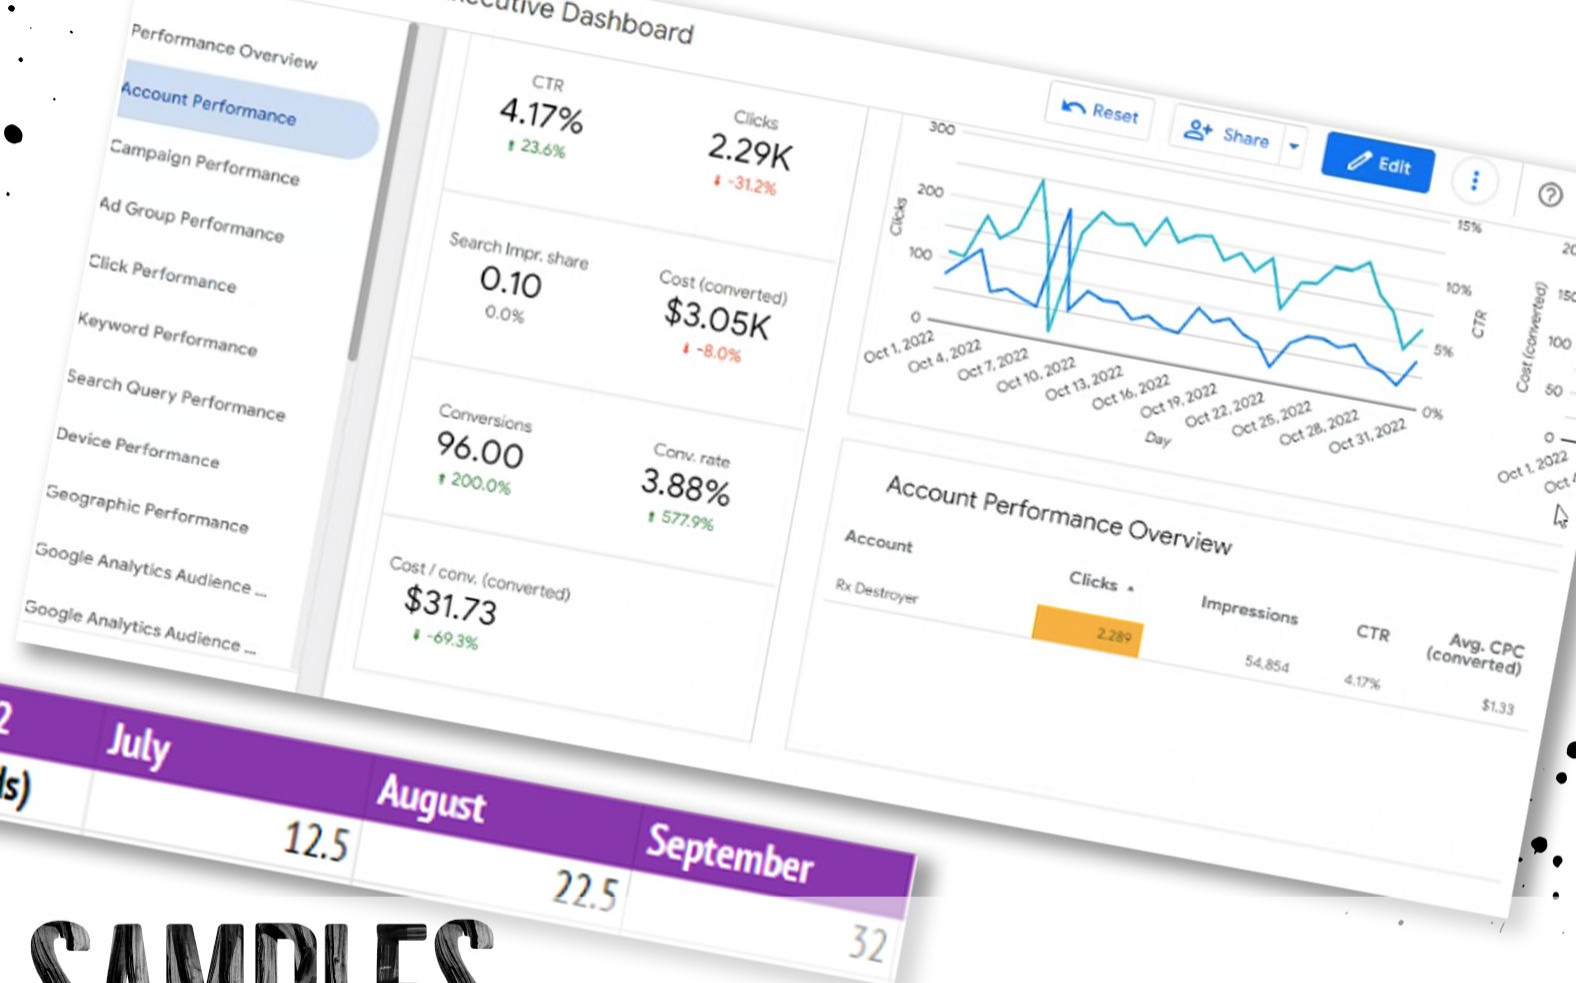 Executive Dashboard
Performance Overview
Account Performance
Campaign Performance
Ad Group Performance
Click Performance
Keyword Performance
Search Query Performance
Device Performance
Geographic Performance
Google Analytics Audience ...
Google Analytics Audience ...
CTR
4.17%
23.6%
Clicks
2.29K
-31.2%
Search Impr. share
0.10
0.0%
Cost (converted)
$3.05K
-8.0%
Conversions
96.00
200.0%
Conv. rate
3.88%
577.9%
Cost / conv. (converted)
$31.73
-69.3%
Reset
Share
Edit
300
200
100
0
Clicks
15%
10%
5%
0%
CTR
Oct 1, 2022
Oct 4, 2022
Oct 7, 2022
Oct 10, 2022
Oct 13, 2022
Oct 16, 2022
Oct 19, 2022
Oct 22, 2022
Oct 25, 2022
Oct 28, 2022
Oct 31, 2022
Day
Cost (converted)
20
150
100
50
0
Oct 1, 2022
Oct 4
Account Performance Overview
Account Clicks Impressions CTR Avg. CPC (converted)
Rx Destroyer 2,289 54,854 4.17% $1.33
2 July August September
ds) 12.5 22.5 32
SAMPLES